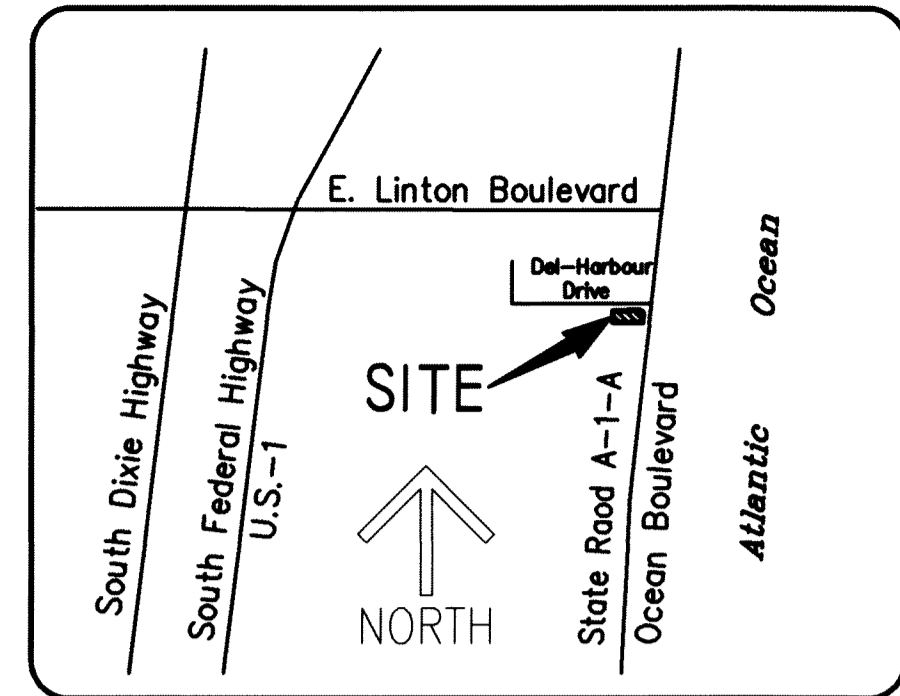 E. Linton Boulevard
Del-Harbour
Drive
SITE
South Dixie Highway
South Federal Highway
U.S.-1
State Raod A-1-A
Ocean Boulevard
Atlantic Ocean
NORTH